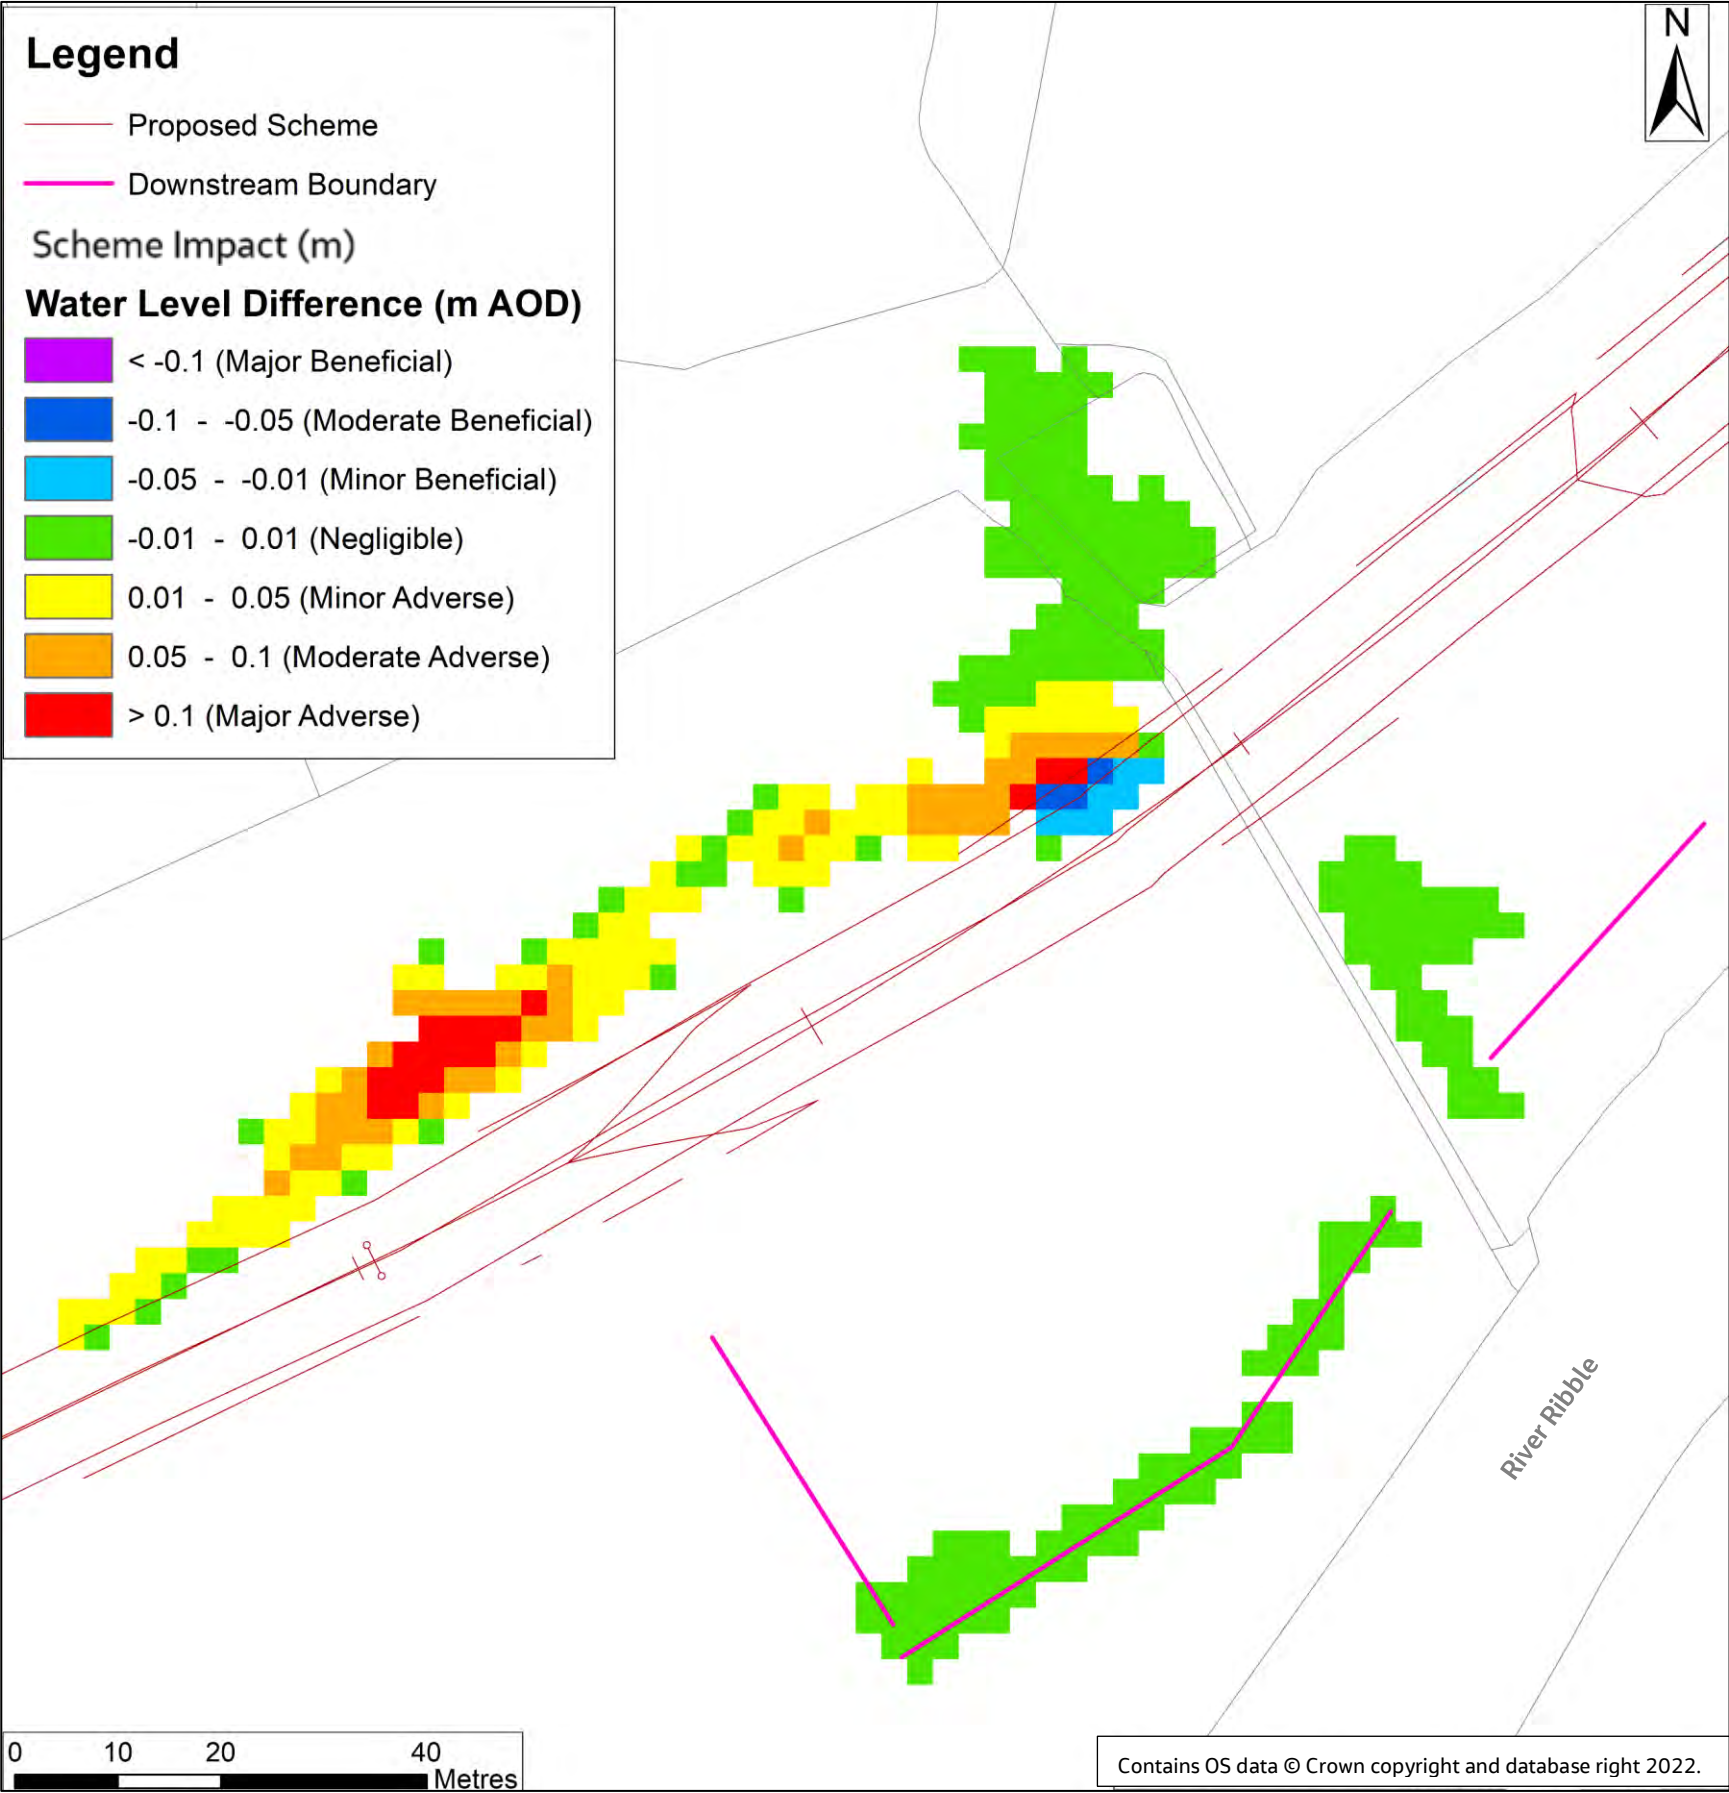 Legend
Proposed Scheme
Downstream Boundary
Scheme Impact (m)
Water Level Difference (m AOD)
< -0.1 (Major Beneficial)
-0.1 - -0.05 (Moderate Beneficial)
-0.05 - -0.01 (Minor Beneficial)
-0.01 - 0.01 (Negligible)
0.01 - 0.05 (Minor Adverse)
0.05 - 0.1 (Moderate Adverse)
> 0.1 (Major Adverse)
N
River Ribble
0 10 20 40
Metres
Contains OS data © Crown copyright and database right 2022.